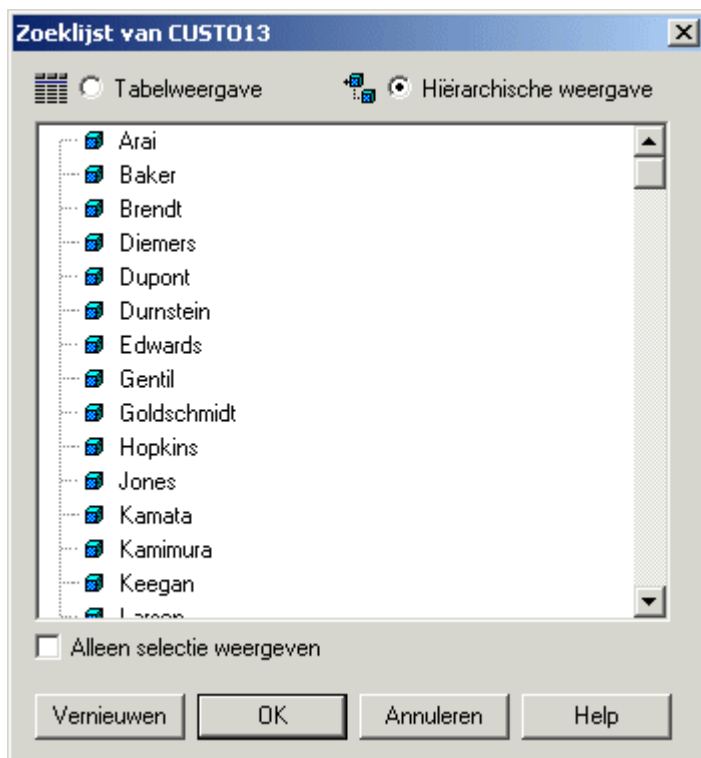 Zoeklijst van CUSTO13
Tabelweergave Hiërarchische weergave
Arai
Baker
Brendt
Diemers
Dupont
Durnstein
Edwards
Gentil
Goldschmidt
Hopkins
Jones
Kamata
Kamimura
Keegan
Alleen selectie weergeven
Vernieuwen OK Annuleren Help